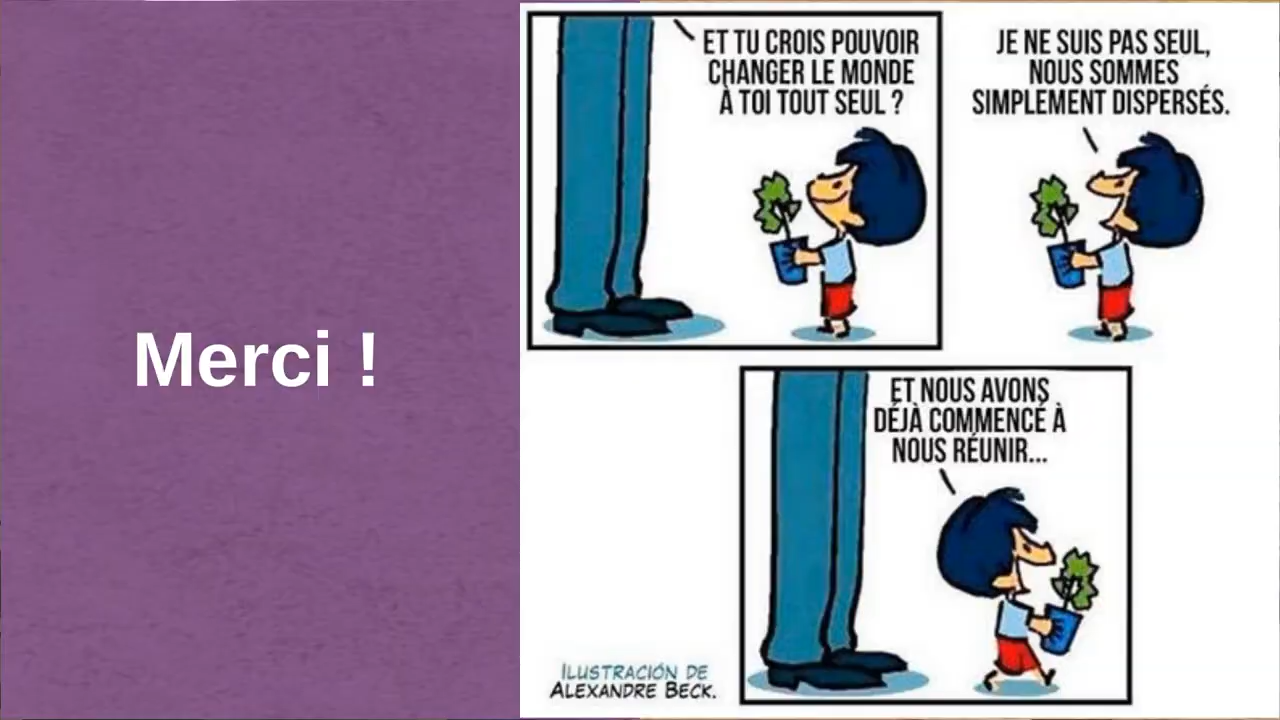 Merci !
ET TU CROIS POUVOIR
CHANGER LE MONDE
À TOI TOUT SEUL ?
JE NE SUIS PAS SEUL,
NOUS SOMMES
SIMPLEMENT DISPERSÉS.
ET NOUS AVONS
DÉJÀ COMMENCÉ À
NOUS RÉUNIR...
ILUSTRACIÓN DE
ALEXANDRE BECK.